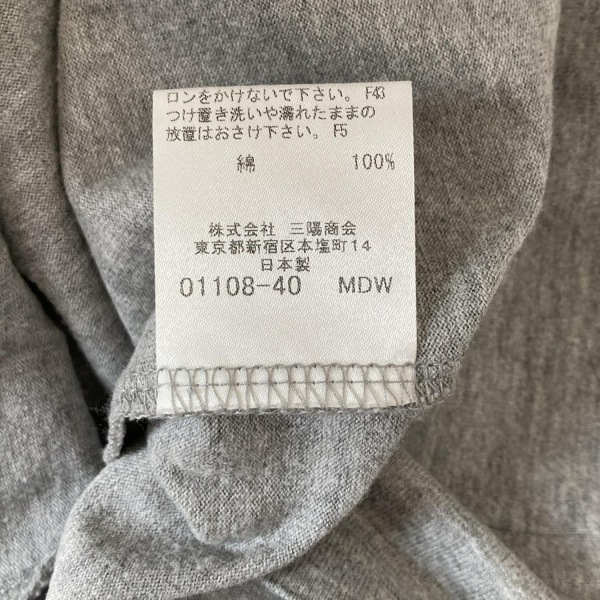 ロンをかけないで下さい。 F43
つけ置き洗いや濡れたままの
放置はおさけ下さい。 F5
綿 100%
株式会社 三陽商会
東京都新宿区本塩町14
日本製
01108-40 MDW